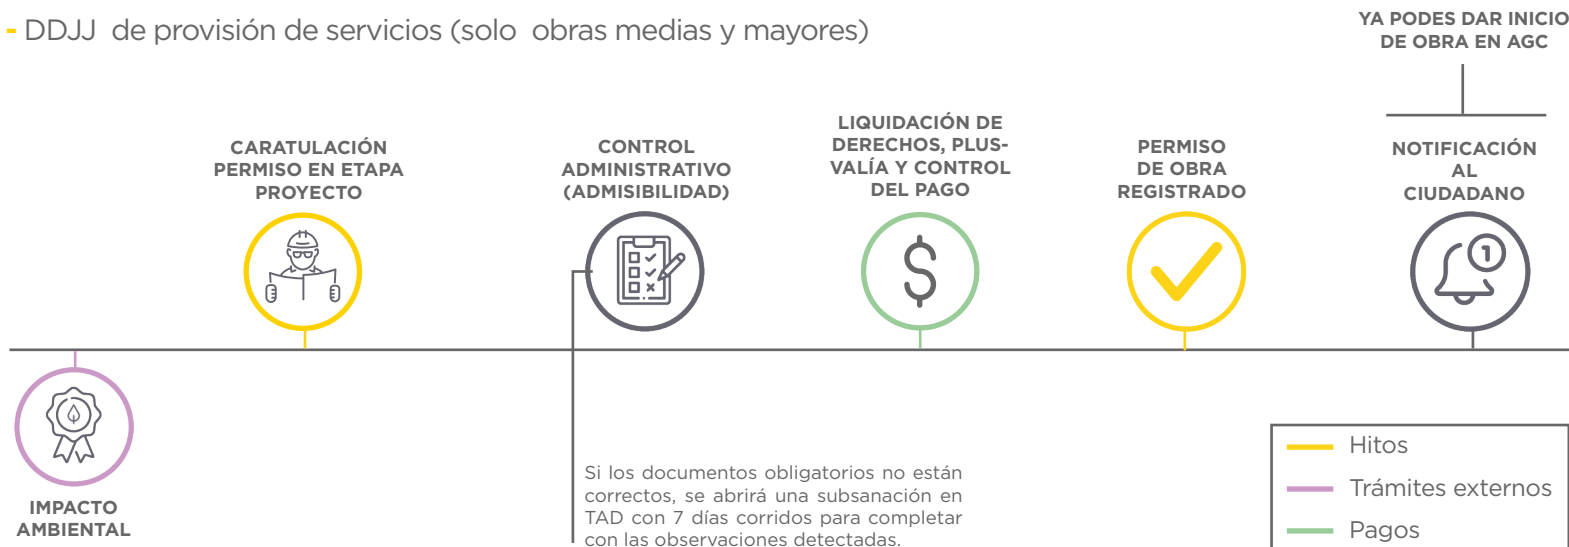 - DDJJ de provisión de servicios (solo obras medias y mayores)
YA PODES DAR INICIO
DE OBRA EN AGC
CARATULACIÓN
PERMISO EN ETAPA
PROYECTO
CONTROL
ADMINISTRATIVO
(ADMISIBILIDAD)
LIQUIDACIÓN DE
DERECHOS, PLUS-
VALÍA Y CONTROL
DEL PAGO
PERMISO
DE OBRA
REGISTRADO
NOTIFICACIÓN
AL
CIUDADANO
$
1
IMPACTO
AMBIENTAL
Si los documentos obligatorios no están
correctos, se abrirá una subsanación en
TAD con 7 días corridos para completar
con las observaciones detectadas.
Hitos
Trámites externos
Pagos